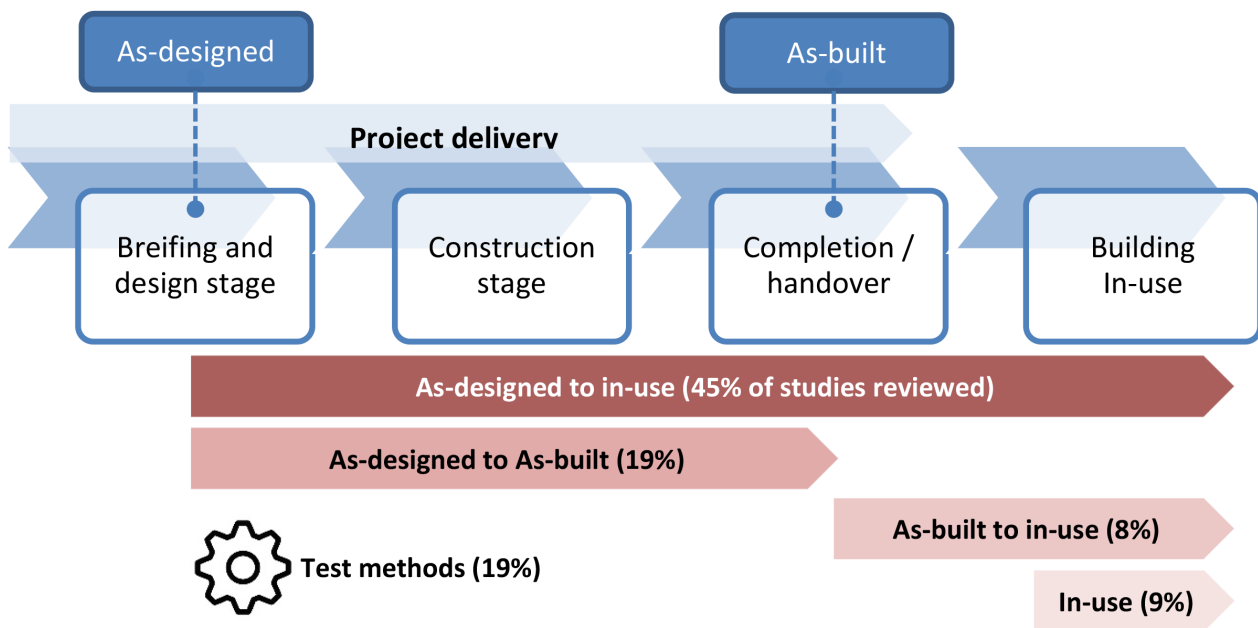 As-designed
As-built
Project delivery
Breifing and
design stage
Construction
stage
Completion /
handover
Building
In-use
As-designed to in-use (45% of studies reviewed)
As-designed to As-built (19%)
As-built to in-use (8%)
Test methods (19%)
In-use (9%)